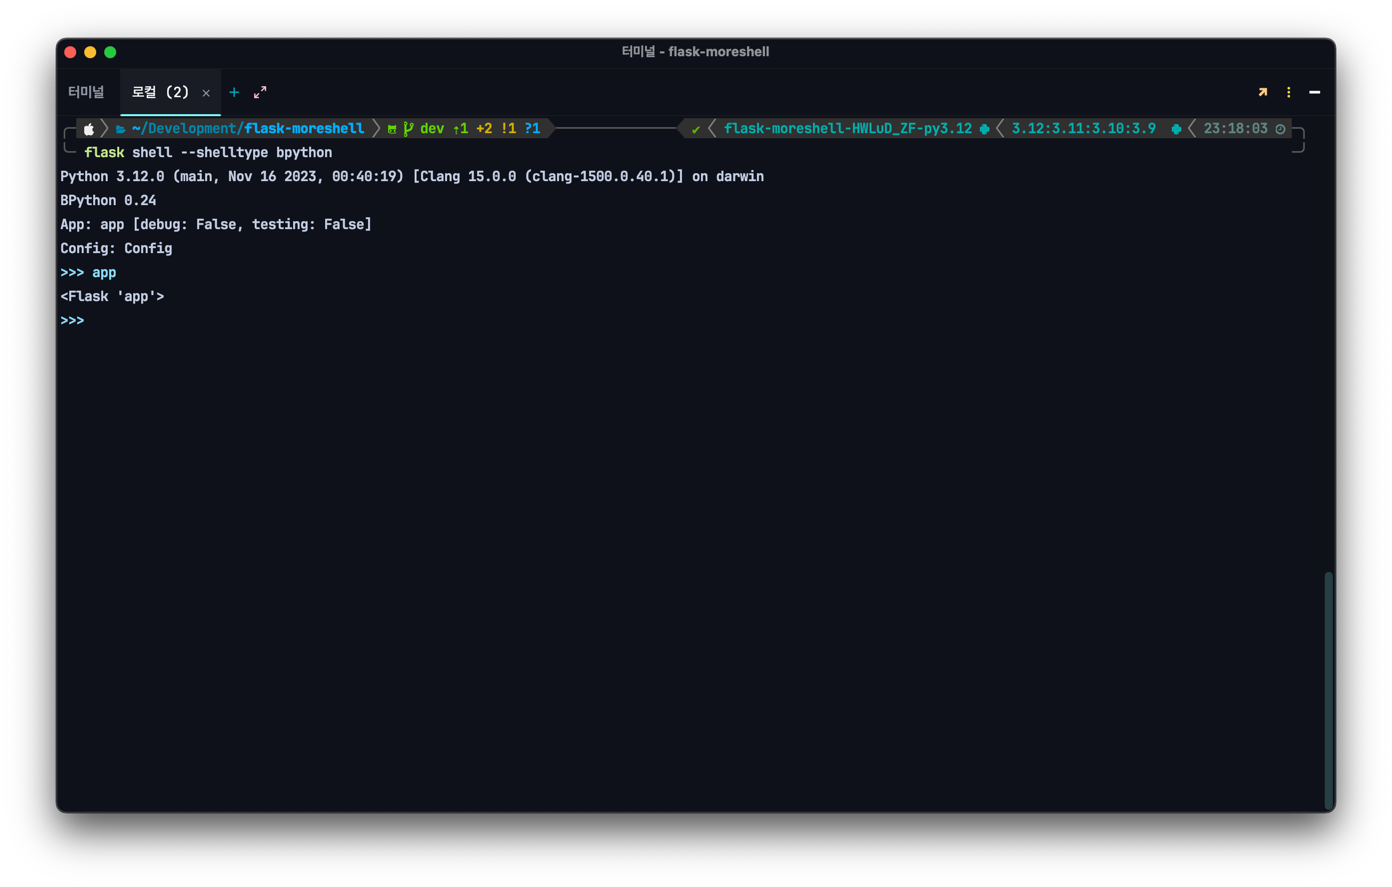 터미널 - flask-moreshell
터미널 로컬 (2) × +
~/Development/flask-moreshell dev ⇡1 +2 !1 ?1 ✔ flask-moreshell-HWLuD_ZF-py3.12 3.12:3.11:3.10:3.9 23:18:03
flask shell --shelltype bpython
Python 3.12.0 (main, Nov 16 2023, 00:40:19) [Clang 15.0.0 (clang-1500.0.40.1)] on darwin
BPython 0.24
App: app [debug: False, testing: False]
Config: Config
>>> app
<Flask 'app'>
>>>